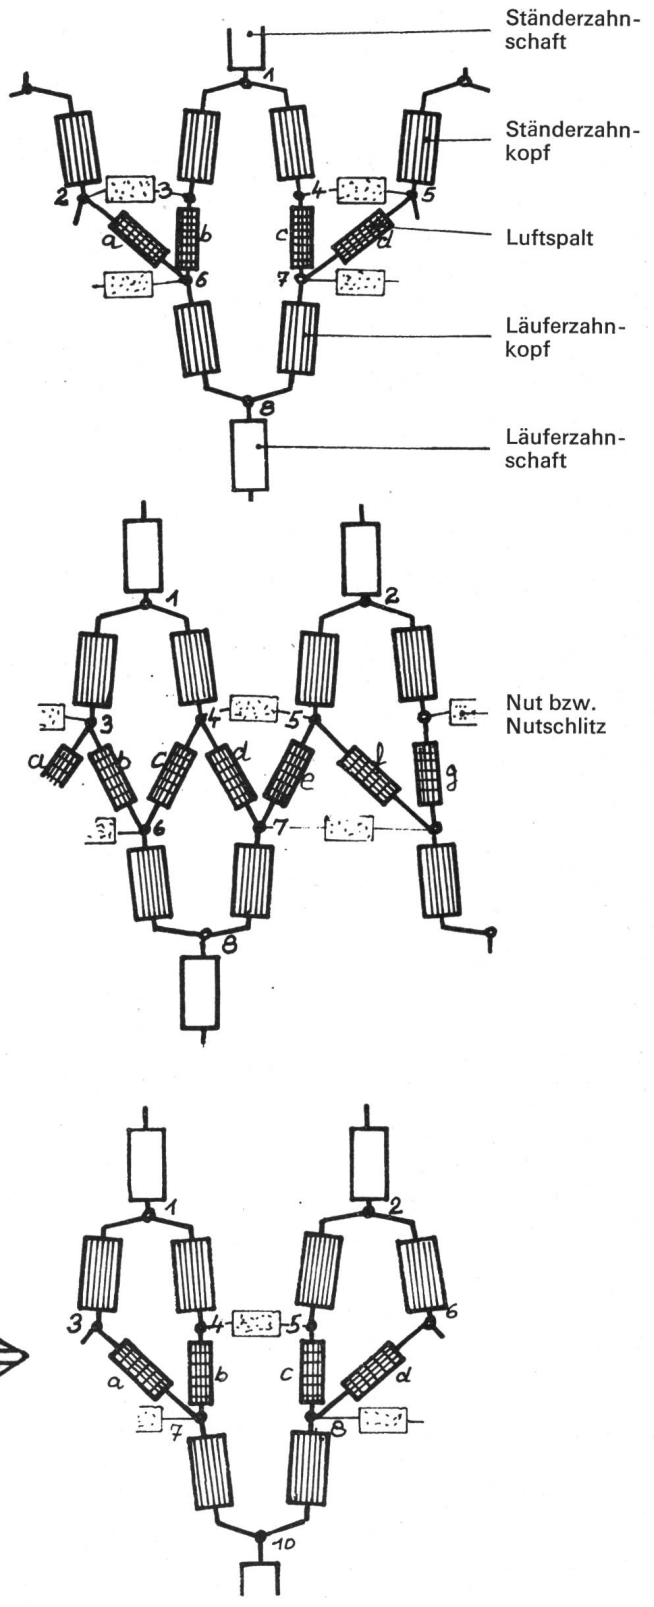 Ständerzahn-
schaft
1
Ständerzahn-
kopf
2
3
4
5
a
b
c
d
Luftspalt
6
7
Läuferzahn-
kopf
8
Läuferzahn-
schaft
1
2
3
4
5
Nut bzw.
Nutschlitz
a
b
c
d
e
f
g
6
7
8
1
2
3
4
5
6
a
b
c
d
7
8
10